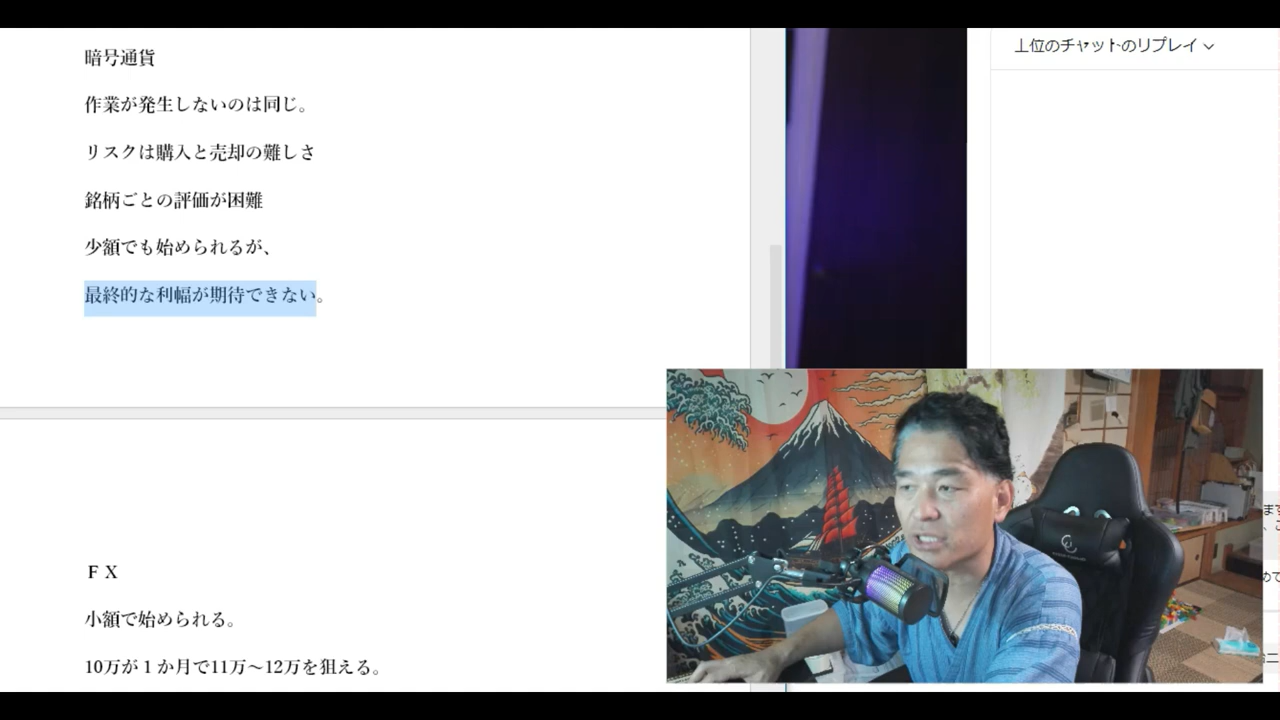 暗号通貨
作業が発生しないのは同じ。
リスクは購入と売却の難しさ
銘柄ごとの評価が困難
少額でも始められるが、
最終的な利幅が期待できない。
ＦＸ
小額で始められる。
10万が１か月で11万〜12万を狙える。
上位のチャットのリプレイ